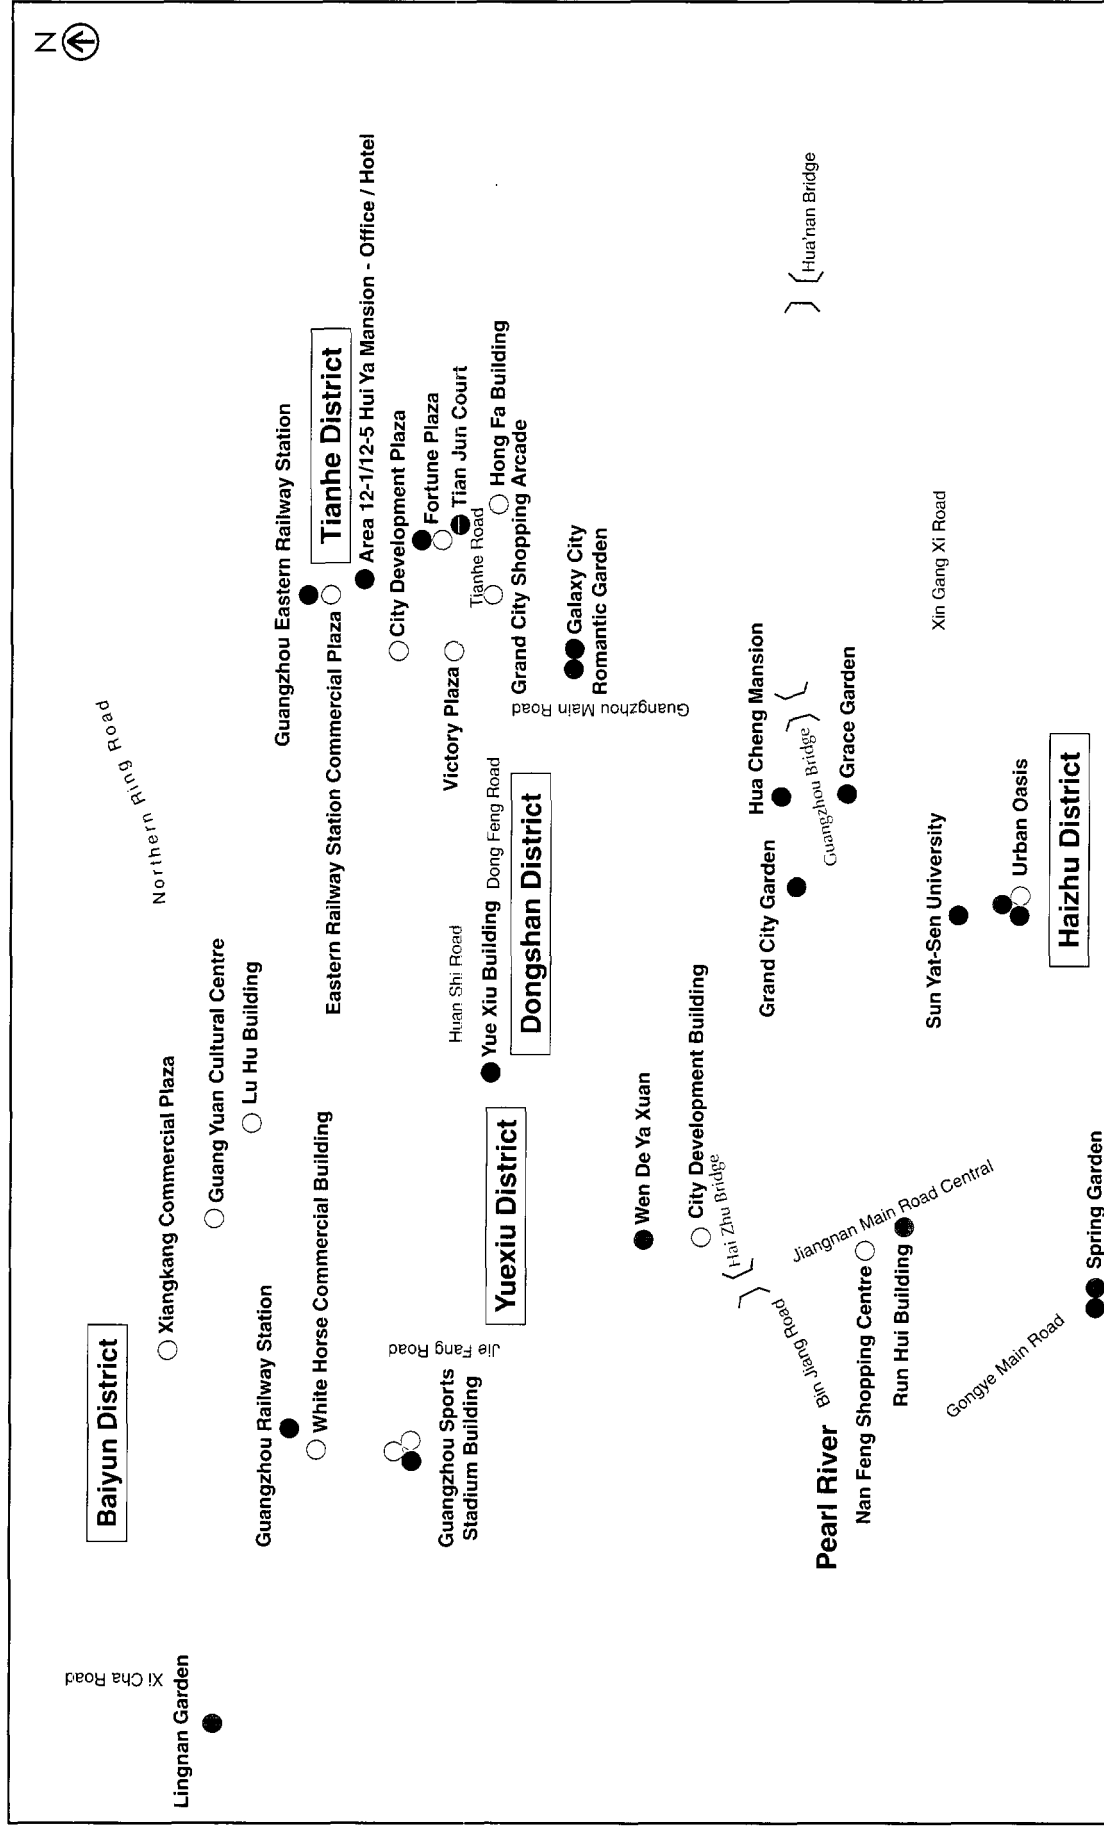 N
Baiyun District
Xi Cha Road
Lingnan Garden
Xiangkang Commercial Plaza
Northern Ring Road
Guang Yuan Cultural Centre
Lu Hu Building
Guangzhou Railway Station
White Horse Commercial Building
Guangzhou Eastern Railway Station
Tianhe District
Eastern Railway Station Commercial Plaza
Area 12-1/12-5 Hui Ya Mansion - Office / Hotel
City Development Plaza
Jie Fang Road
Guangzhou Sports
Stadium Building
Fortune Plaza
Victory Plaza
Tian Jun Court
Huan Shi Road
Tianhe Road
Yue Xiu Building
Dong Feng Road
Hong Fa Building
Yuexiu District
Grand City Shopping Arcade
Dongshan District
Guangzhou Main Road
Galaxy City
Romantic Garden
Wen De Ya Xuan
City Development Building
Hai Zhu Bridge
Hua Cheng Mansion
Grand City Garden
Guangzhou Bridge
Hua'nan Bridge
Bin Jiang Road
Pearl River
Grace Garden
Jiangnan Main Road Central
Nan Feng Shopping Centre
Run Hui Building
Sun Yat-Sen University
Xin Gang Xi Road
Gongye Main Road
Urban Oasis
Haizhu District
Spring Garden